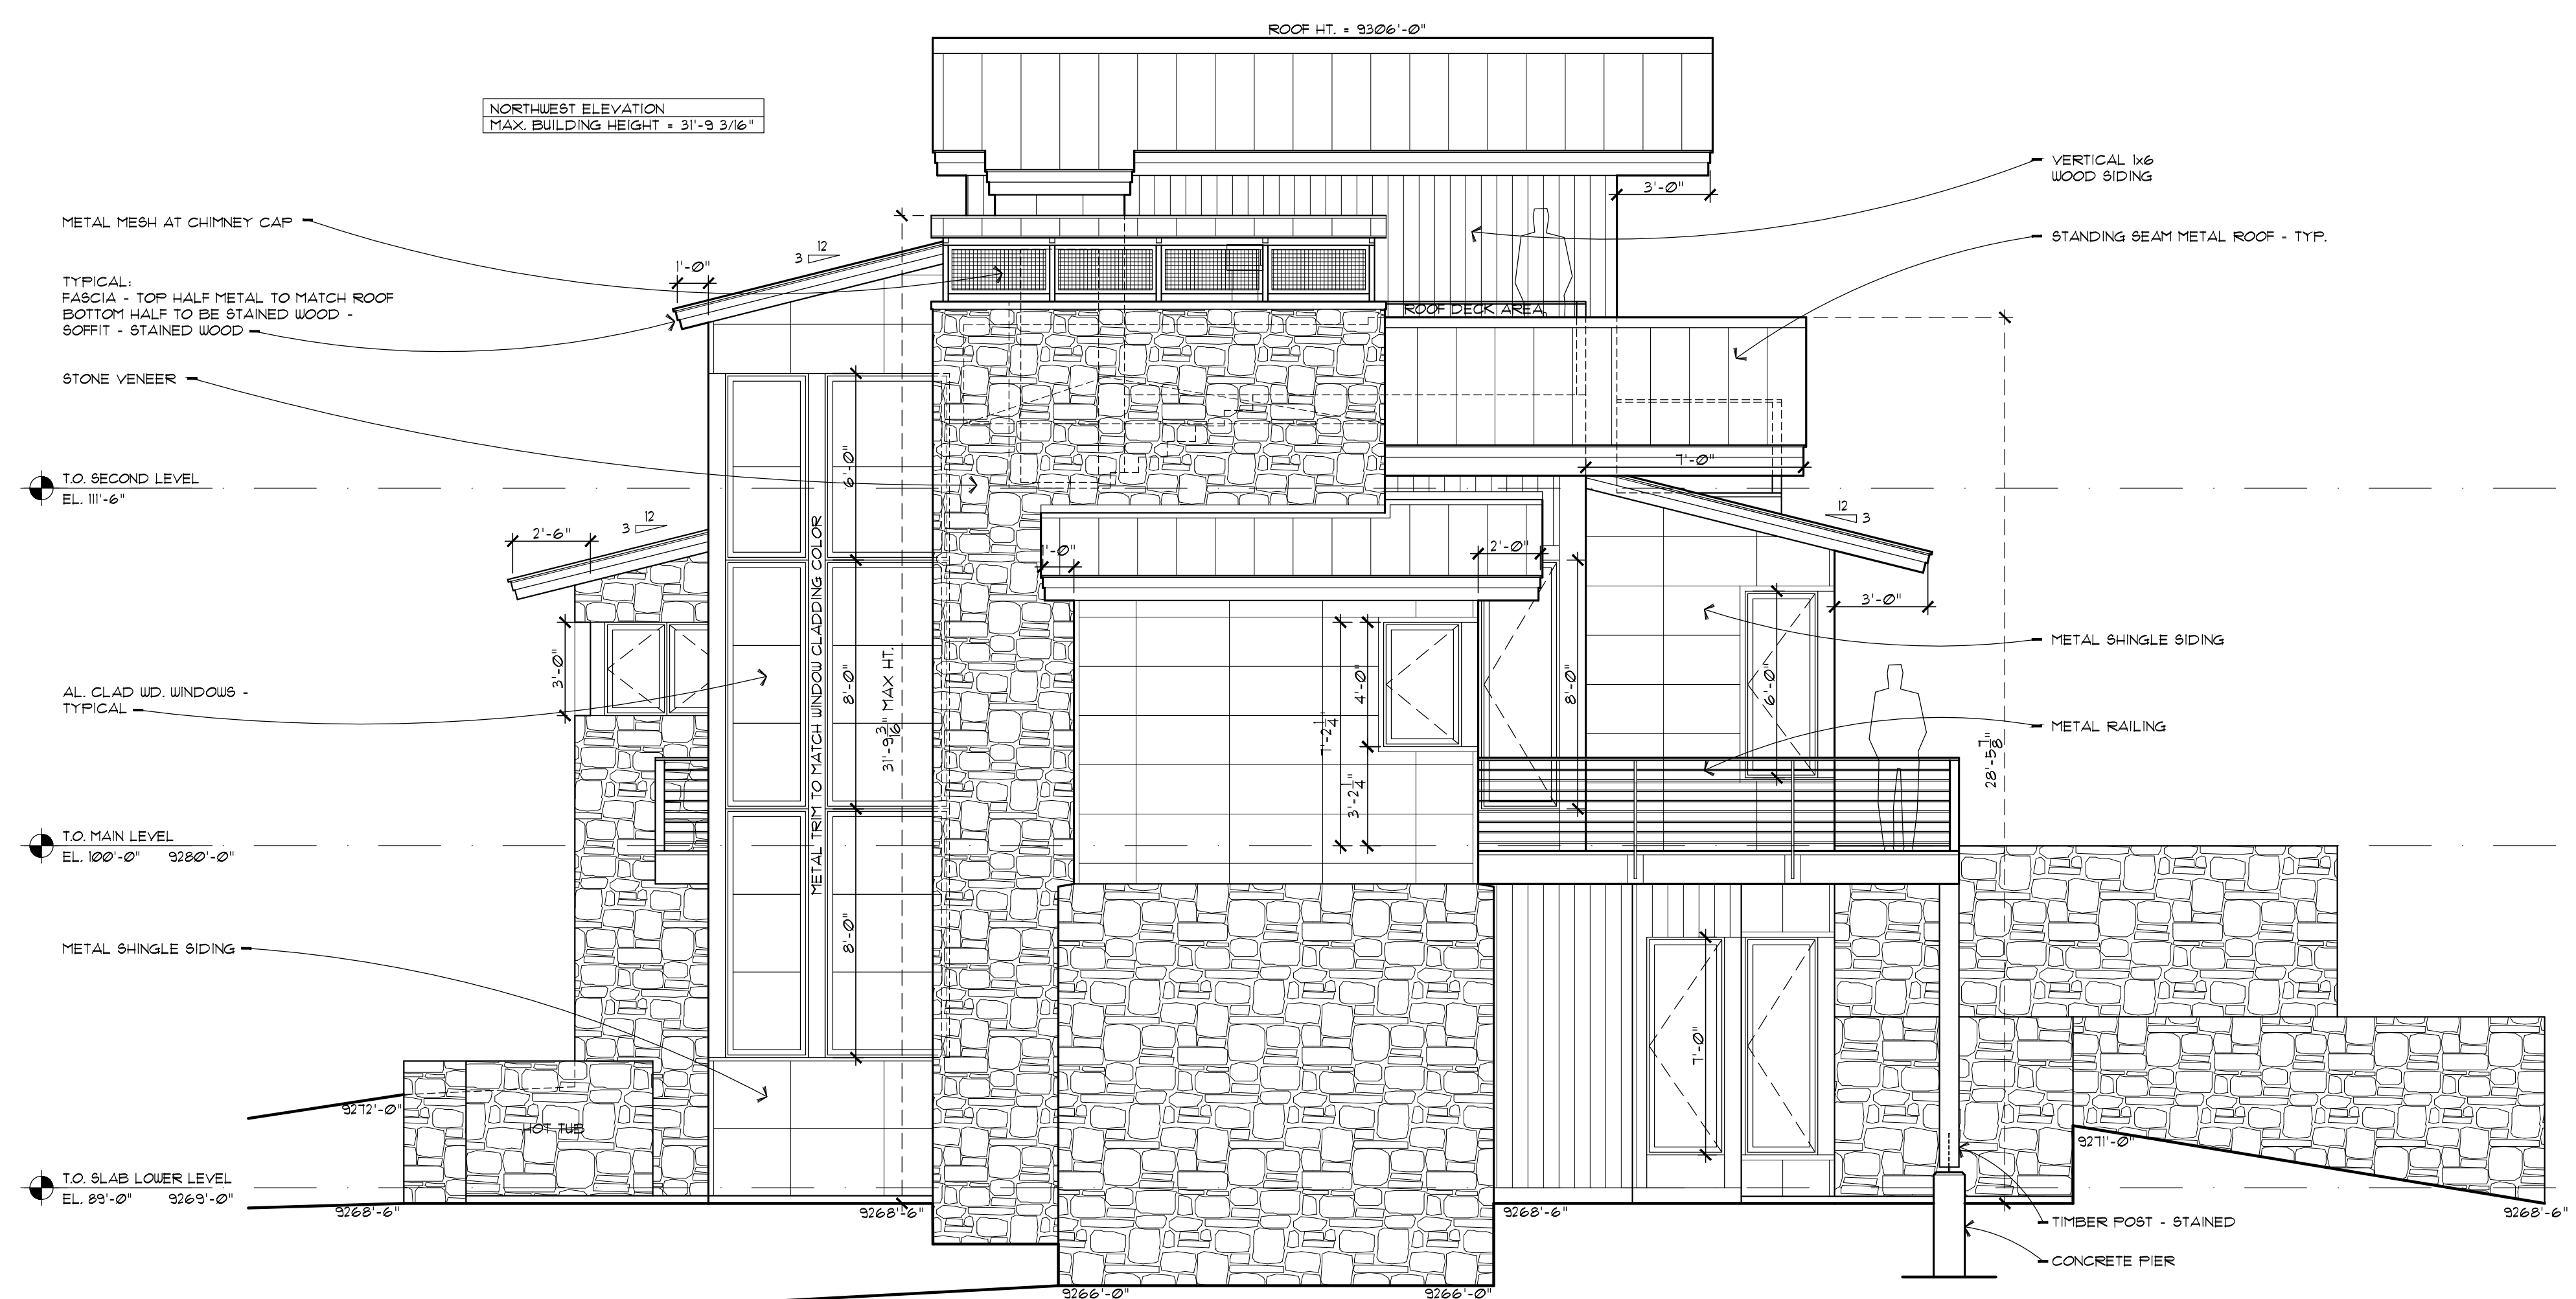 ROOF HT. = 9306'-0"
NORTHWEST ELEVATION
MAX. BUILDING HEIGHT = 31'-9 3/16"
VERTICAL 1x6
WOOD SIDING
3'-0"
METAL MESH AT CHIMNEY CAP
STANDING SEAM METAL ROOF - TYP.
12
3
1'-0"
TYPICAL:
FASCIA - TOP HALF METAL TO MATCH ROOF
BOTTOM HALF TO BE STAINED WOOD -
SOFFIT - STAINED WOOD
ROOF DECK AREA
STONE VENEER
6'-0"
7'-0"
T.O. SECOND LEVEL
EL. 111'-6"
12
3
2'-6"
12
3
1'-0"
2'-0"
3'-0"
METAL SHINGLE SIDING
3'-0"
METAL TRIM TO MATCH WINDOW CLADDING COLOR
8'-0"
31'-9 3/16" MAX HT.
7'-2 1/4"
4'-0"
3'-2 1/4"
8'-0"
6'-0"
AL. CLAD WD. WINDOWS -
TYPICAL
METAL RAILING
28'-5 7/8"
T.O. MAIN LEVEL
EL. 100'-0" 9280'-0"
METAL SHINGLE SIDING
8'-0"
7'-0"
9272'-0"
HOT TUB
9271'-0"
T.O. SLAB LOWER LEVEL
EL. 89'-0" 9269'-0"
9268'-6"
9268'-6"
9268'-6"
9268'-6"
TIMBER POST - STAINED
CONCRETE PIER
9266'-0"
9266'-0"